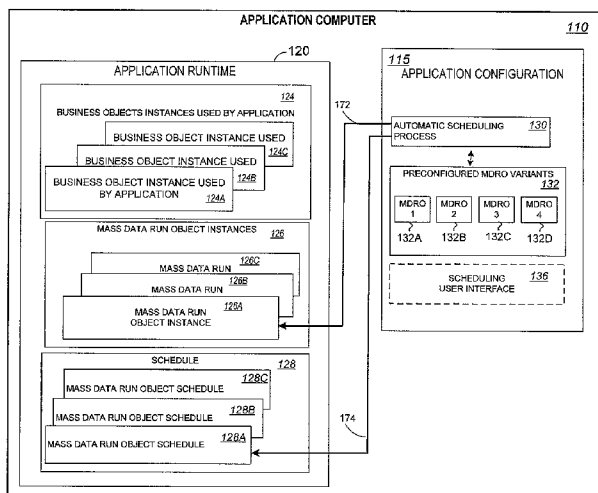 APPLICATION COMPUTER
110
120
APPLICATION RUNTIME
124
BUSINESS OBJECTS INSTANCES USED BY APPLICATION
BUSINESS OBJECT INSTANCE USED
124C
BUSINESS OBJECT INSTANCE USED
124B
BUSINESS OBJECT INSTANCE USED
BY APPLICATION
124A
MASS DATA RUN OBJECT INSTANCES
126
126C
MASS DATA RUN
126B
MASS DATA RUN
126A
MASS DATA RUN
OBJECT INSTANCE
SCHEDULE
128
128C
MASS DATA RUN OBJECT SCHEDULE
128B
MASS DATA RUN OBJECT SCHEDULE
128A
MASS DATA RUN OBJECT SCHEDULE
172
174
115
APPLICATION CONFIGURATION
AUTOMATIC SCHEDULING
PROCESS
130
PRECONFIGURED MDRO VARIANTS
132
MDRO
1
MDRO
2
MDRO
3
MDRO
4
132A
132B
132C
132D
SCHEDULING
USER INTERFACE
136